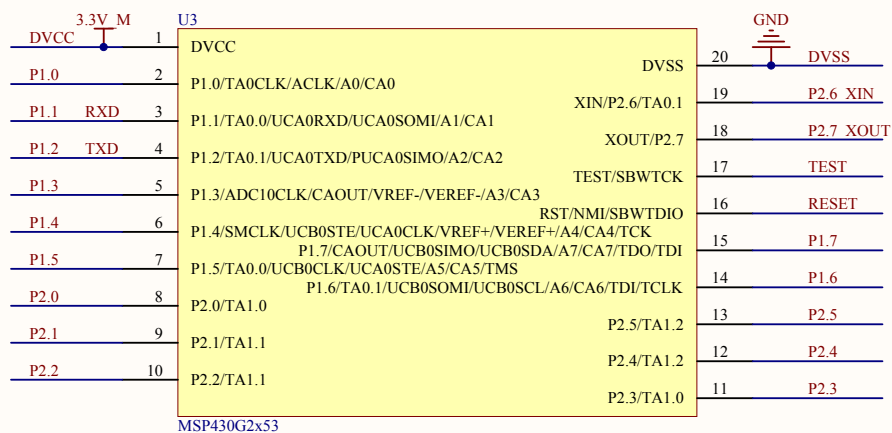 3.3V_M
U3
GND
DVCC 1 DVCC
DVSS 20 DVSS
P1.0 2 P1.0/TA0CLK/ACLK/A0/CA0
XIN/P2.6/TA0.1 19 P2.6_XIN
P1.1 RXD 3 P1.1/TA0.0/UCA0RXD/UCA0SOMI/A1/CA1
XOUT/P2.7 18 P2.7_XOUT
P1.2 TXD 4 P1.2/TA0.1/UCA0TXD/PUCA0SIMO/A2/CA2
TEST/SBWTCK 17 TEST
P1.3 5 P1.3/ADC10CLK/CAOUT/VREF-/VEREF-/A3/CA3
RST/NMI/SBWTDIO 16 RESET
P1.4 6 P1.4/SMCLK/UCB0STE/UCA0CLK/VREF+/VEREF+/A4/CA4/TCK
P1.7/CAOUT/UCB0SIMO/UCB0SDA/A7/CA7/TDO/TDI 15 P1.7
P1.5 7 P1.5/TA0.0/UCB0CLK/UCA0STE/A5/CA5/TMS
P1.6/TA0.1/UCB0SOMI/UCB0SCL/A6/CA6/TDI/TCLK 14 P1.6
P2.0 8 P2.0/TA1.0
P2.5/TA1.2 13 P2.5
P2.1 9 P2.1/TA1.1
P2.4/TA1.2 12 P2.4
P2.2 10 P2.2/TA1.1
P2.3/TA1.0 11 P2.3
MSP430G2x53